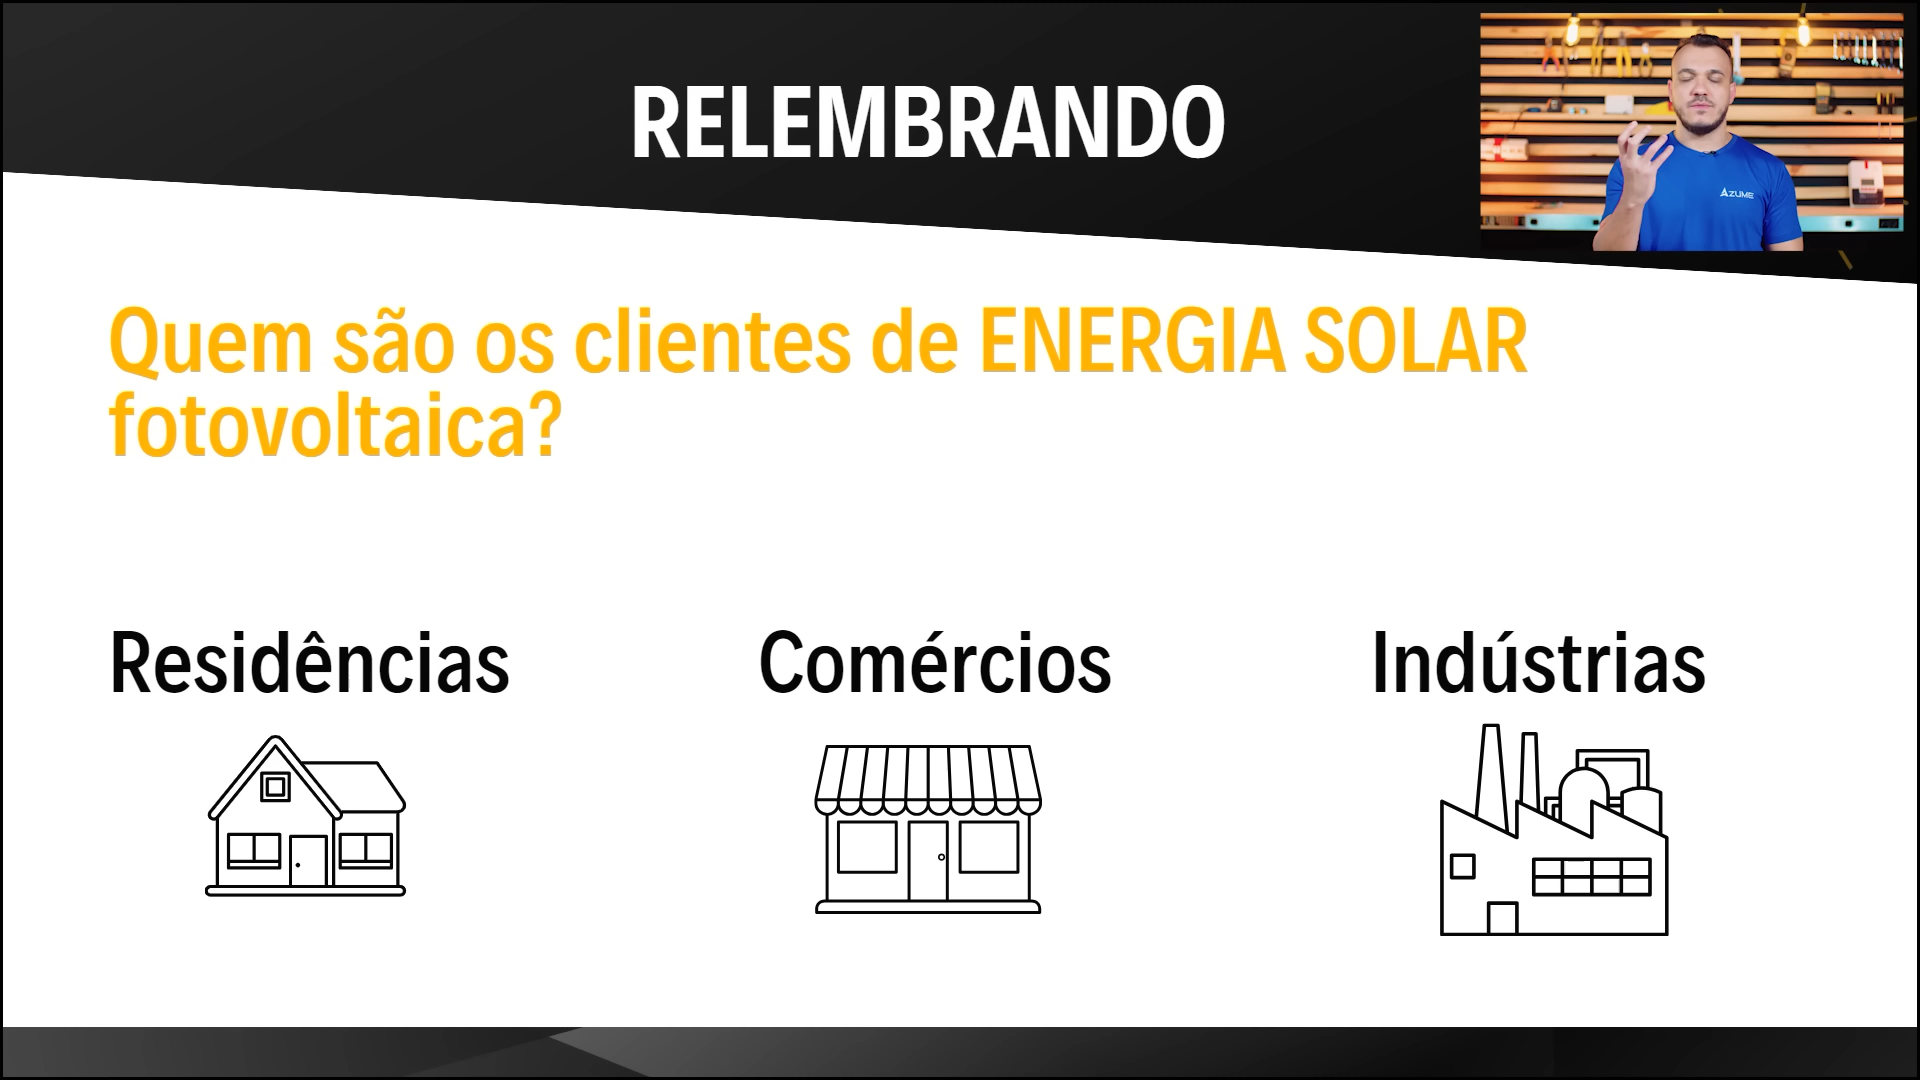 RELEMBRANDO
AZUME
Quem são os clientes de ENERGIA SOLAR
fotovoltaica?
Residências
Comércios
Indústrias